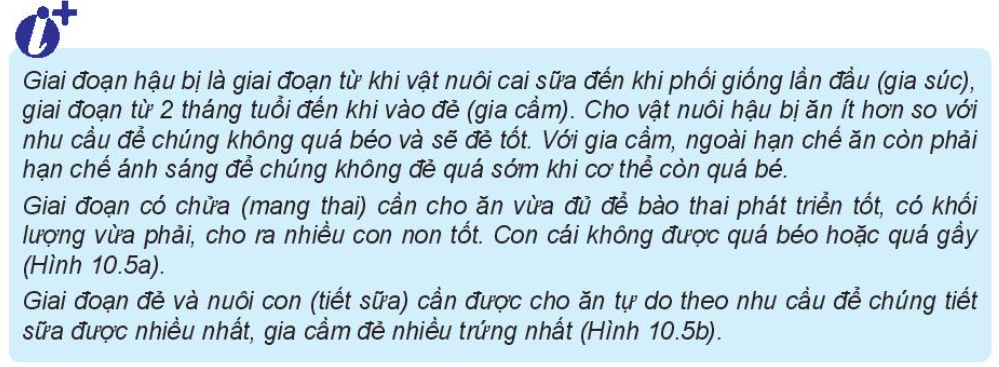 i+
Giai đoạn hậu bị là giai đoạn từ khi vật nuôi cai sữa đến khi phối giống lần đầu (gia súc),
giai đoạn từ 2 tháng tuổi đến khi vào đẻ (gia cầm). Cho vật nuôi hậu bị ăn ít hơn so với
nhu cầu để chúng không quá béo và sẽ đẻ tốt. Với gia cầm, ngoài hạn chế ăn còn phải
hạn chế ánh sáng để chúng không đẻ quá sớm khi cơ thể còn quá bé.
Giai đoạn có chửa (mang thai) cần cho ăn vừa đủ để bào thai phát triển tốt, có khối
lượng vừa phải, cho ra nhiều con non tốt. Con cái không được quá béo hoặc quá gầy
(Hình 10.5a).
Giai đoạn đẻ và nuôi con (tiết sữa) cần được cho ăn tự do theo nhu cầu để chúng tiết
sữa được nhiều nhất, gia cầm đẻ nhiều trứng nhất (Hình 10.5b).